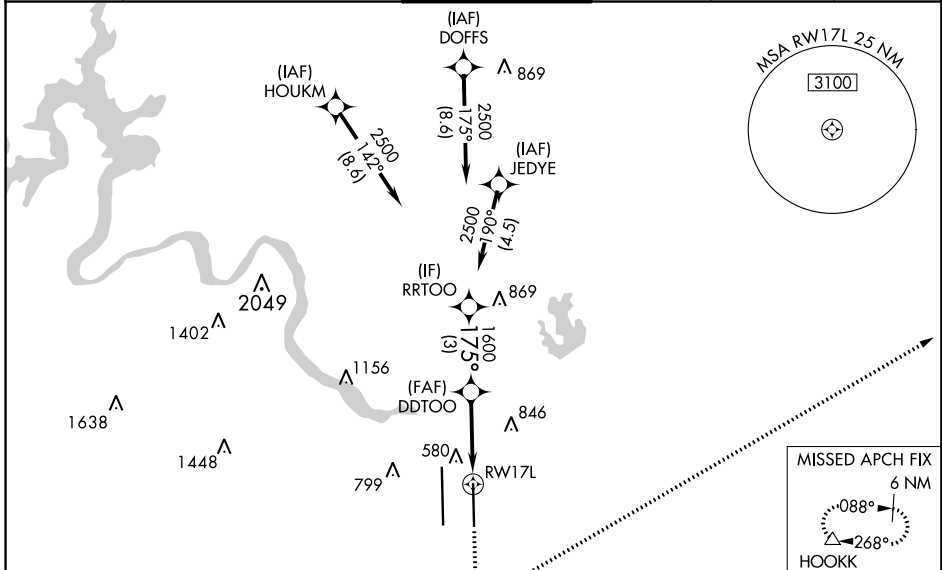 (IAF)
DOFFS
869
(IAF)
HOUKM
2500
142°
(8.6)
2500
175°
(8.6)
(IAF)
JEDYE
2500
190°
(4.5)
MSA RW17L 25 NM
3100
(IF)
RRTOO
869
1600
175°
(3)
2049
1402
1156
(FAF)
DDTOO
846
1638
1448
580
799
RW17L
MISSED APCH FIX
6 NM
088°
268°
HOOKK